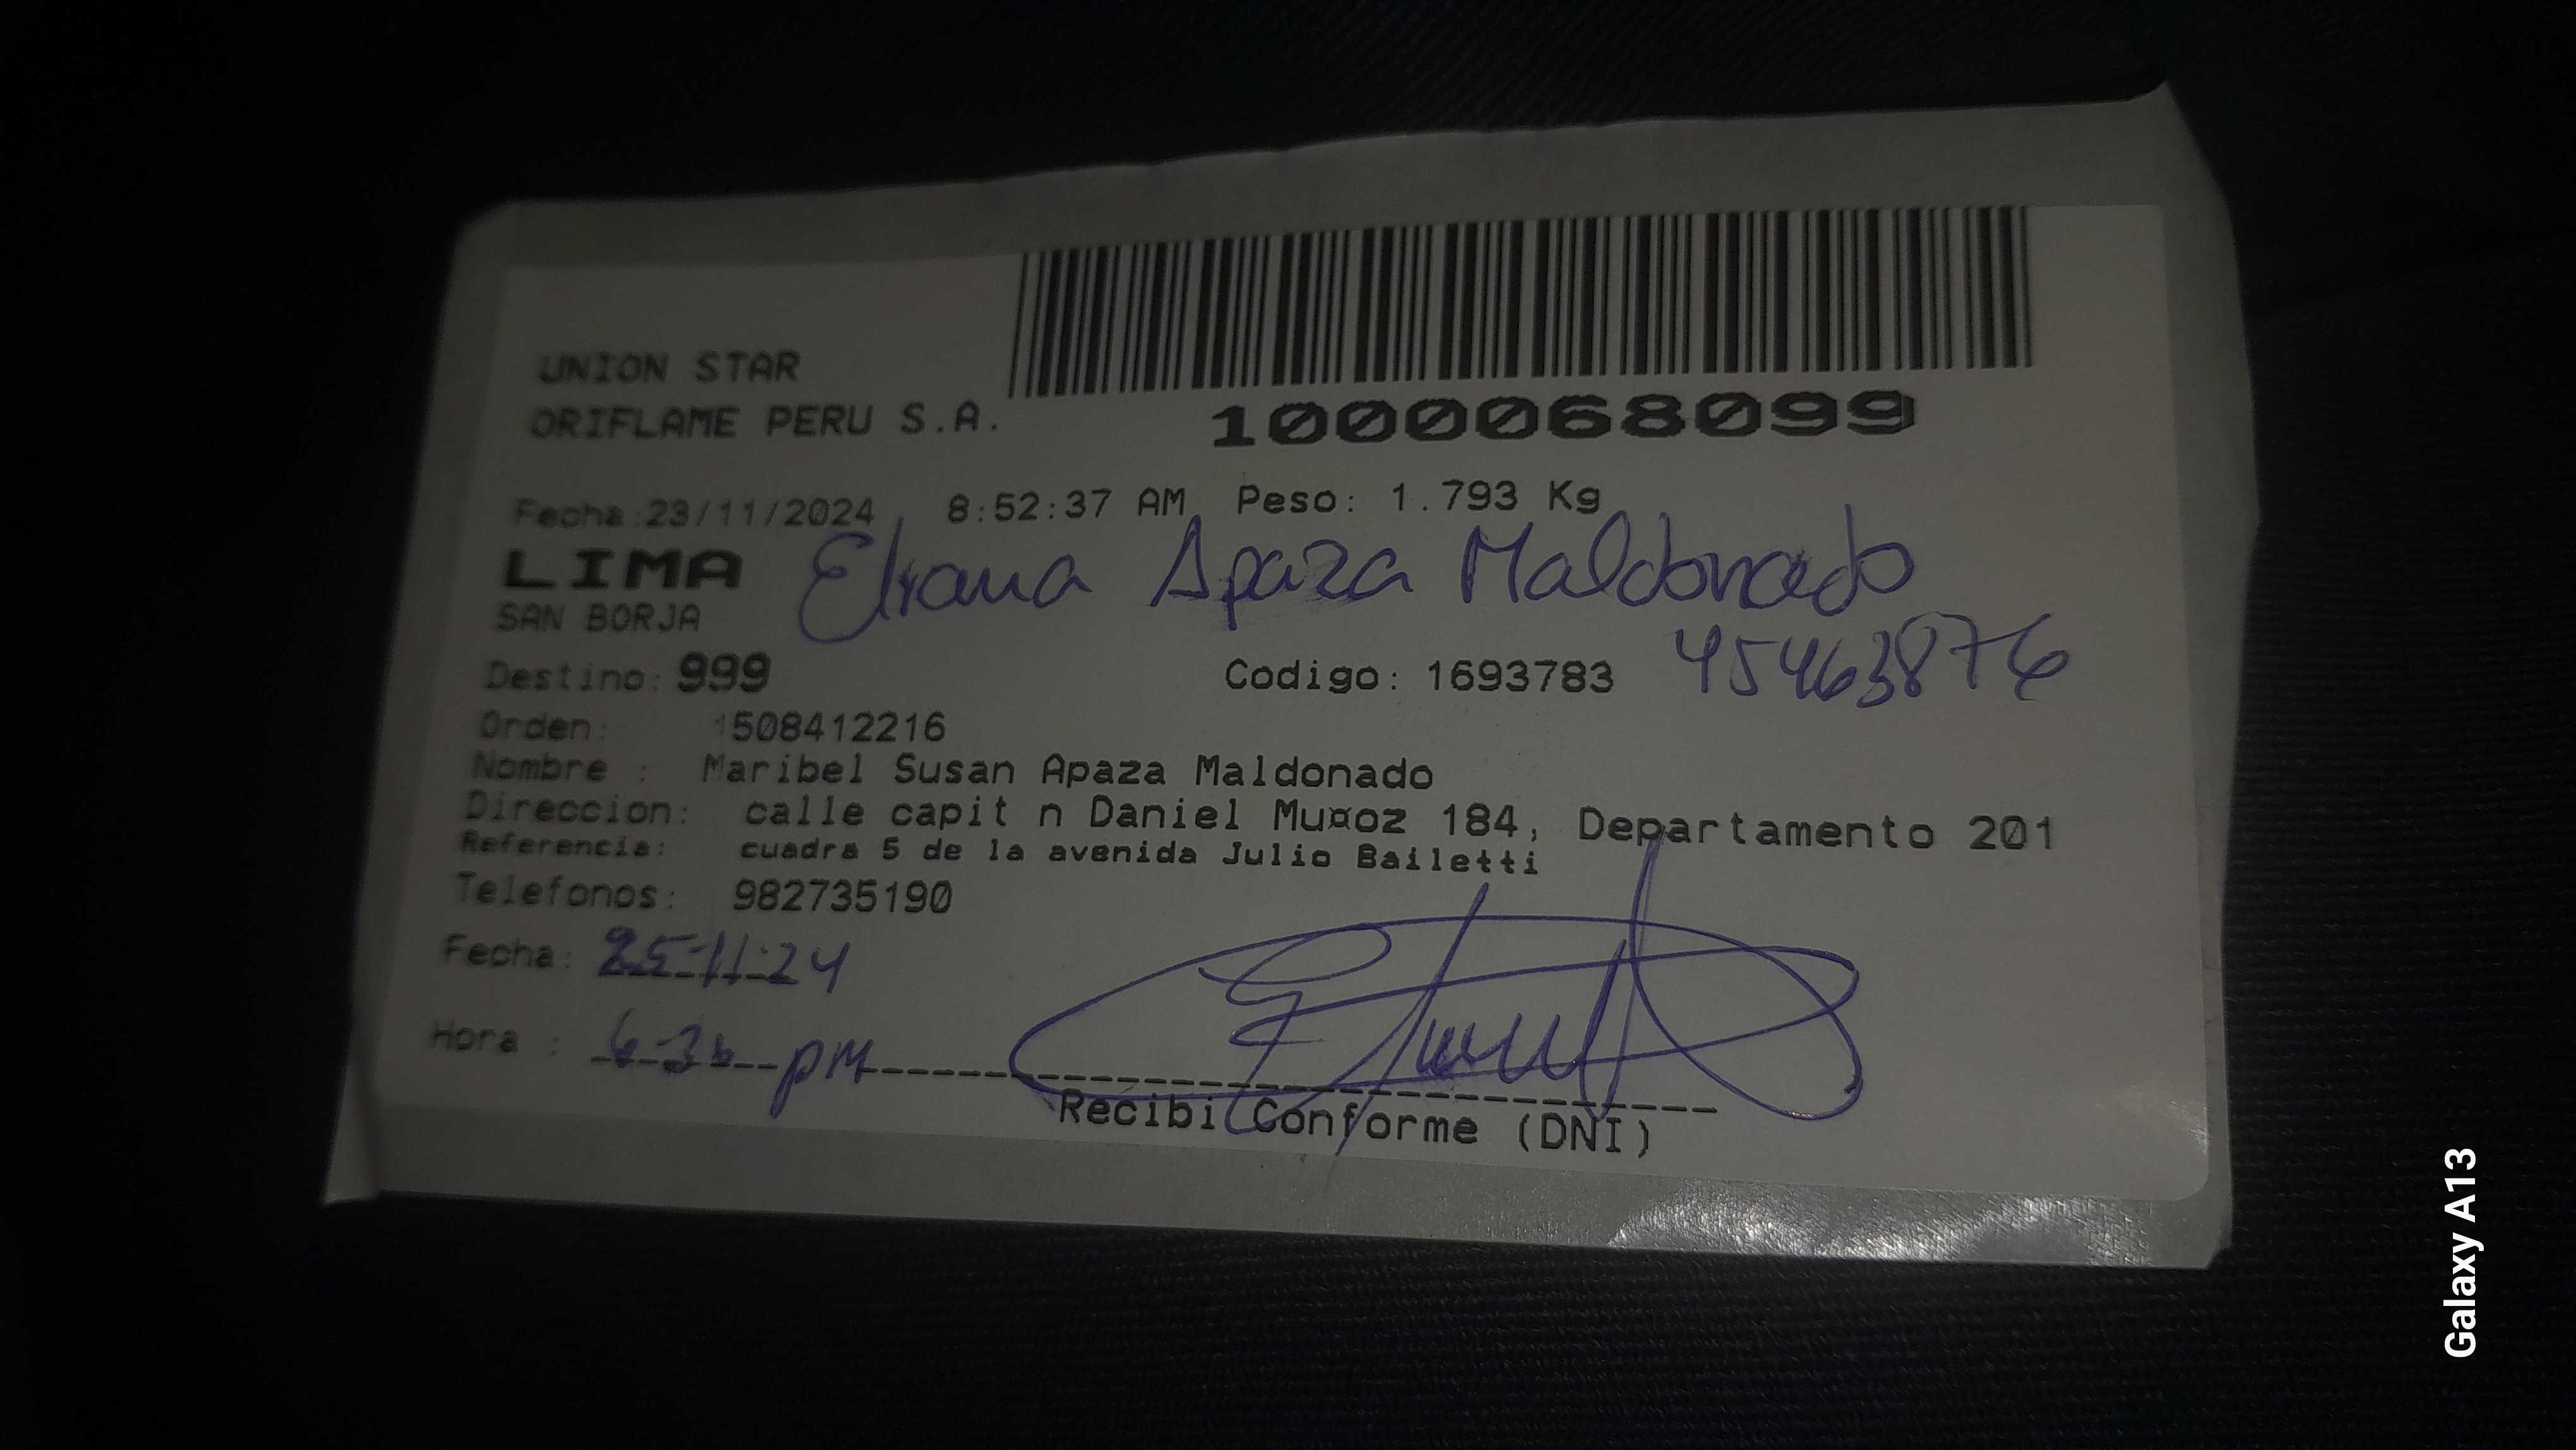 UNION STAR
ORIFLAME PERU S.A.
1000068099
Fecha:23/11/2024 8:52:37 AM Peso: 1.793 Kg
LIMA Eliana Apaza Maldonado
SAN BORJA
Destino: 999 Codigo: 1693783 45463876
Orden: 1508412216
Nombre : Maribel Susan Apaza Maldonado
Direccion: calle capit n Daniel Mu¤oz 184, Departamento 201
Referencia: cuadra 5 de la avenida Julio Bailetti
Telefonos: 982735190
Fecha: 25-11-24
Hora : pm
Recibi Conforme (DNI)
Galaxy A13